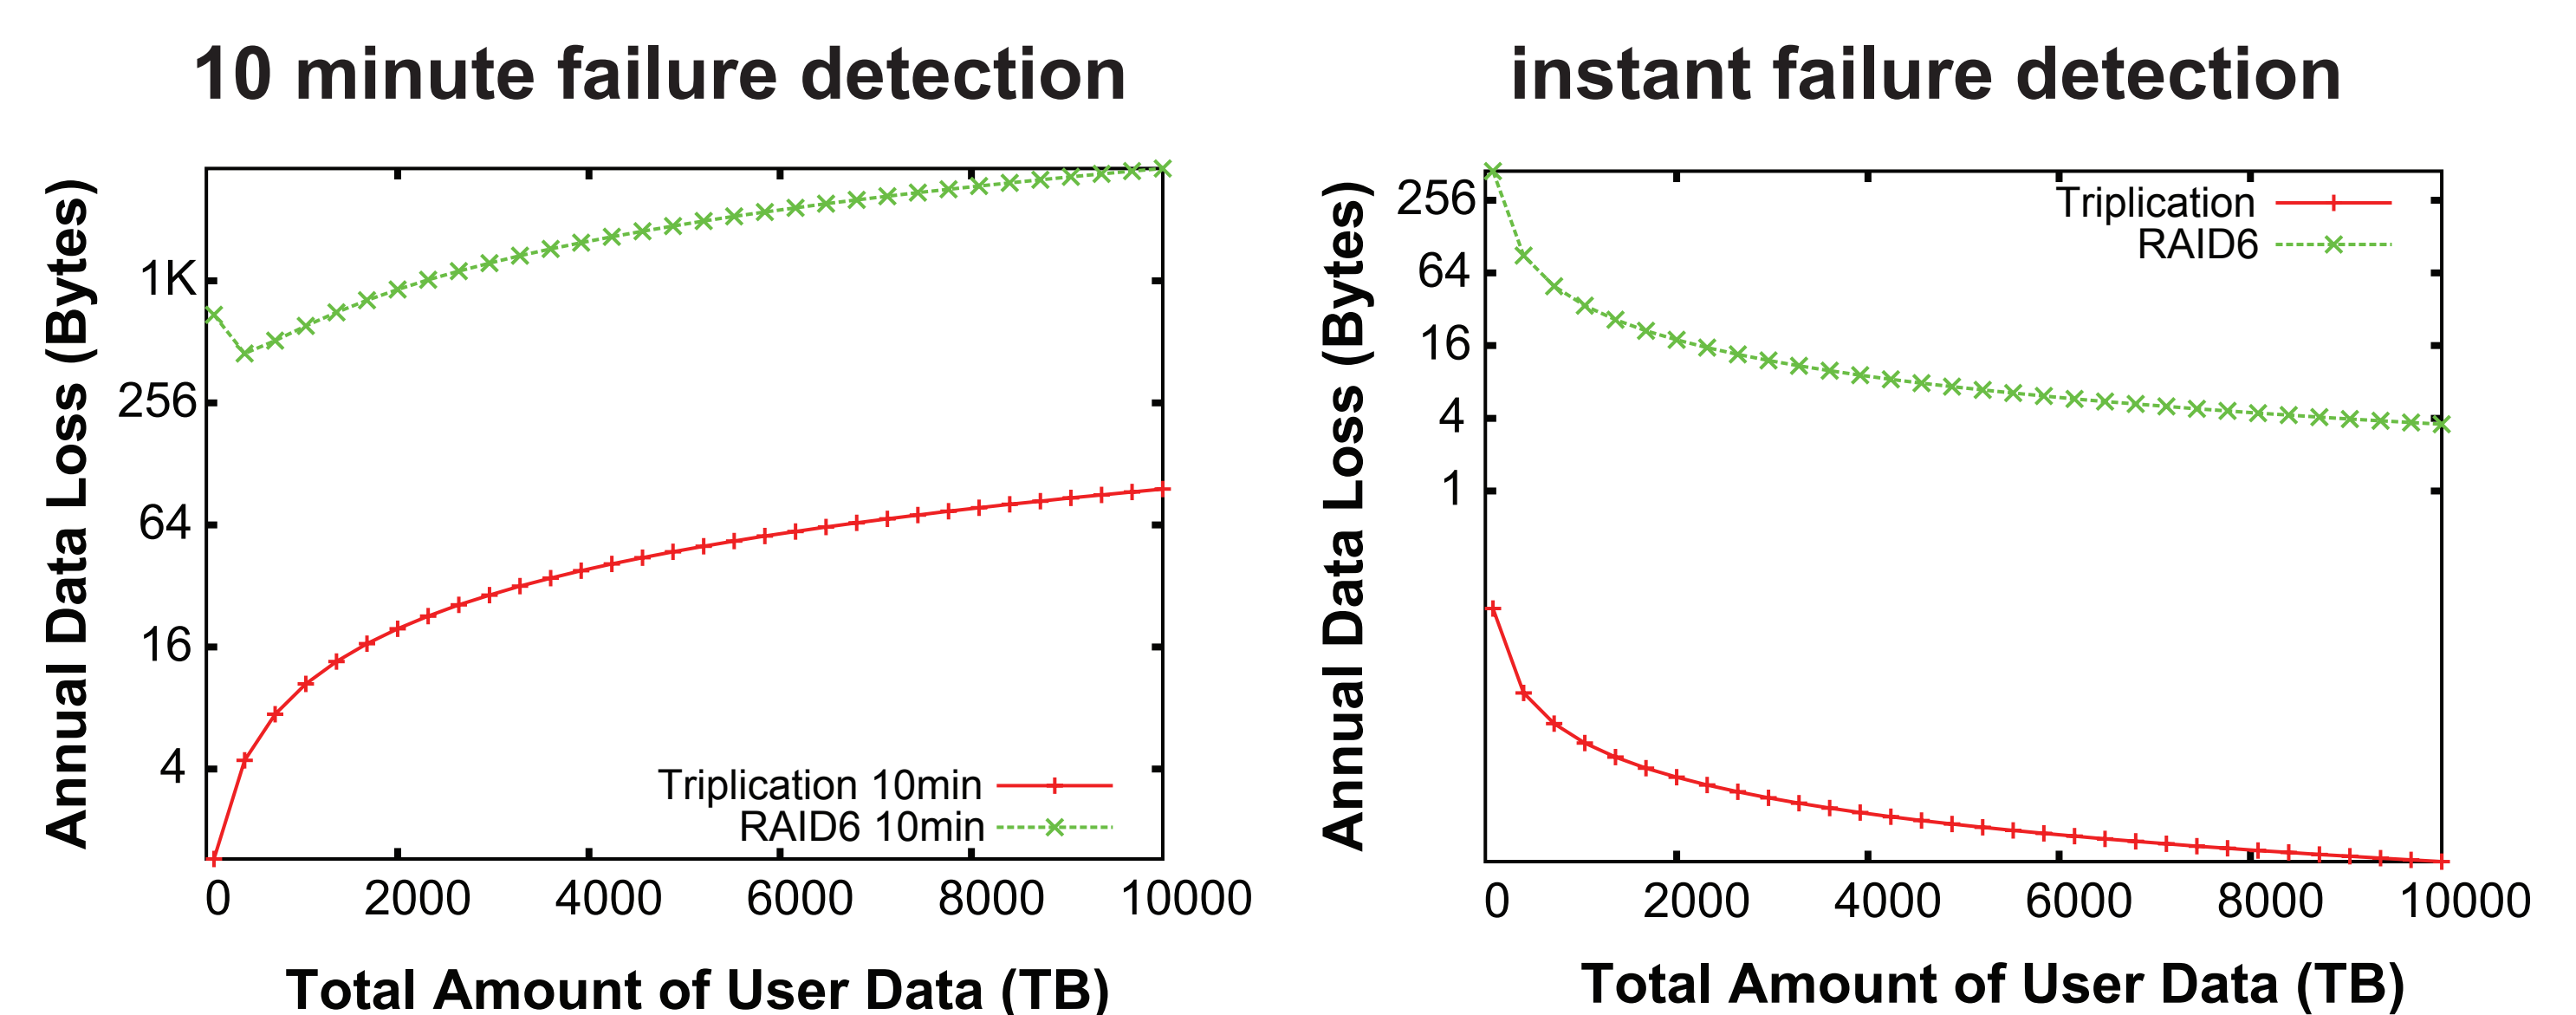 10 minute failure detection
Annual Data Loss (Bytes)
1K
256
64
16
4
Triplication 10min
RAID6 10min
0 2000 4000 6000 8000 10000
Total Amount of User Data (TB)
instant failure detection
Annual Data Loss (Bytes)
256
64
16
4
1
Triplication
RAID6
0 2000 4000 6000 8000 10000
Total Amount of User Data (TB)